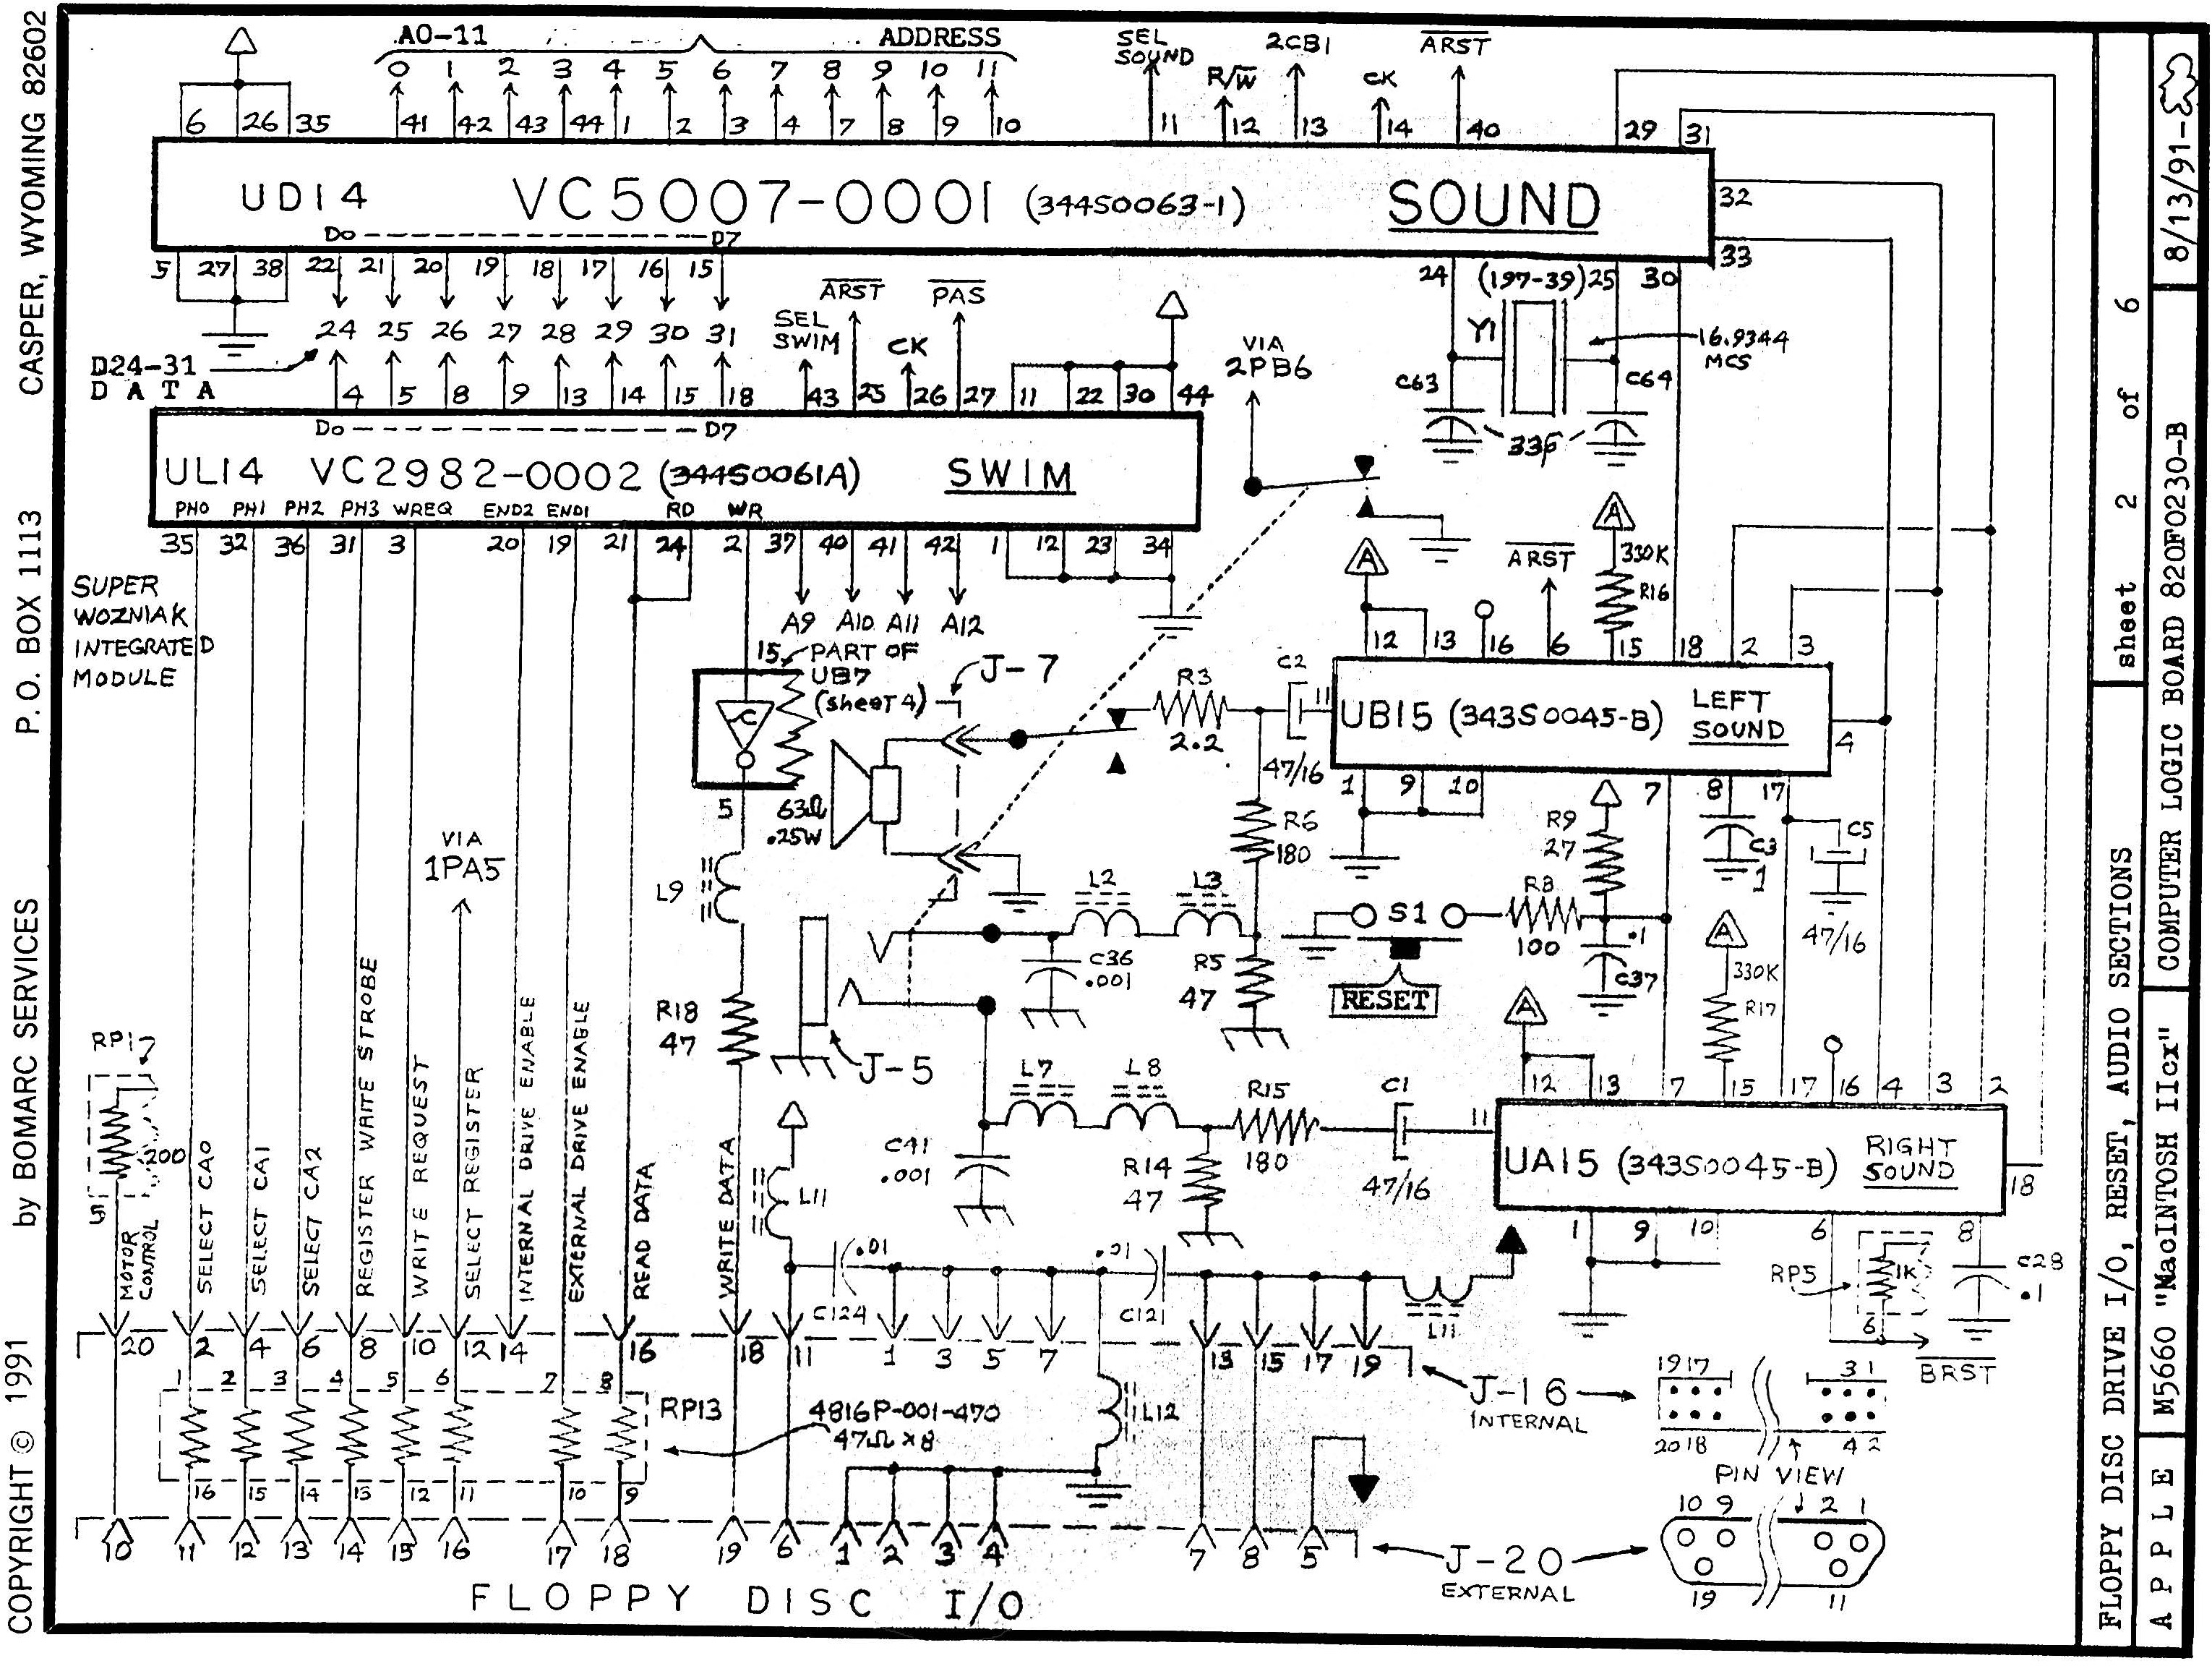 COPYRIGHT © 1991 by BOMARC SERVICES P. O. BOX 1113 CASPER, WYOMING 82602
A0-11 ADDRESS
0 1 2 3 4 5 6 7 8 9 10 11
SEL SOUND
R/W
2CB1
CK
ARST
6 26 35 41 42 43 44 1 2 3 4 7 8 9 10 11 12 13 14 40 29 31
UD14 VC5007-0001 (344S0063-1) SOUND
32
33
D0 D7
5 27 38 22 21 20 19 18 17 16 15
24 (197-39) 25 30
24 25 26 27 28 29 30 31
D24-31
DATA
SEL SWIM
ARST
CK
PAS
VIA
2PB6
Y1
16.9344
MCS
C63
C64
33p
4 5 8 9 13 14 15 18 43 25 26 27 11 22 30 44
D0 D7
UL14 VC2982-0002 (344S0061A) SWIM
PH0 PH1 PH2 PH3 WREQ END2 END1 RD WR
35 32 36 31 3 20 19 21 24 2 37 40 41 42 1 12 23 34
SUPER
WOZNIAK
INTEGRATED
MODULE
A9 A10 A11 A12
15 PART OF
UB7
(sheet 4)
J-7
5
63Ω
.25W
R3
2.2
C2
47/16
11
ARST
330K
R16
12 13 16 6 15 18 2 3
UB15 (343S0045-B) LEFT
SOUND
4
1 9 10 7 8 17
R6
180
R9
27
C3
1
C5
47/16
VIA
1PA5
L9
L2
L3
C36
.001
R5
47
S1
RESET
R8
100
.1
C37
330K
R17
R18
47
J-5
L7
L8
R15
180
C1
47/16
11
12 13 7 15 17 16 4 3 2
UA15 (343S0045-B) RIGHT
SOUND
18
1 9 10 6 8
C41
.001
R14
47
L11
RP1
200
5
MOTOR
CONTROL
SELECT CA0
SELECT CA1
SELECT CA2
REGISTER WRITE STROBE
WRITE REQUEST
SELECT REGISTER
INTERNAL DRIVE ENABLE
EXTERNAL DRIVE ENABLE
READ DATA
WRITE DATA
.01
C124
.01
C121
L11
RP5
1K
6
BRST
C28
.1
20 2 4 6 8 10 12 14 16 18 11 1 3 5 7 13 15 17 19
J-16
INTERNAL
1 2 3 4 5 6 7 8
RP13
4816P-001-470
47Ω x8
16 15 14 13 12 11 10 9
L12
19 17 3 1
20 18 4 2
PIN VIEW
10 9 2 1
19 11
10 11 12 13 14 15 16 17 18 19 6 1 2 3 4 7 8 5
J-20
EXTERNAL
FLOPPY DISC I/O
FLOPPY DISC DRIVE I/O, RESET, AUDIO SECTIONS sheet 2 of 6
APPLE M5660 "MacINTOSH IIcx" COMPUTER LOGIC BOARD 820F0230-B 8/13/91-